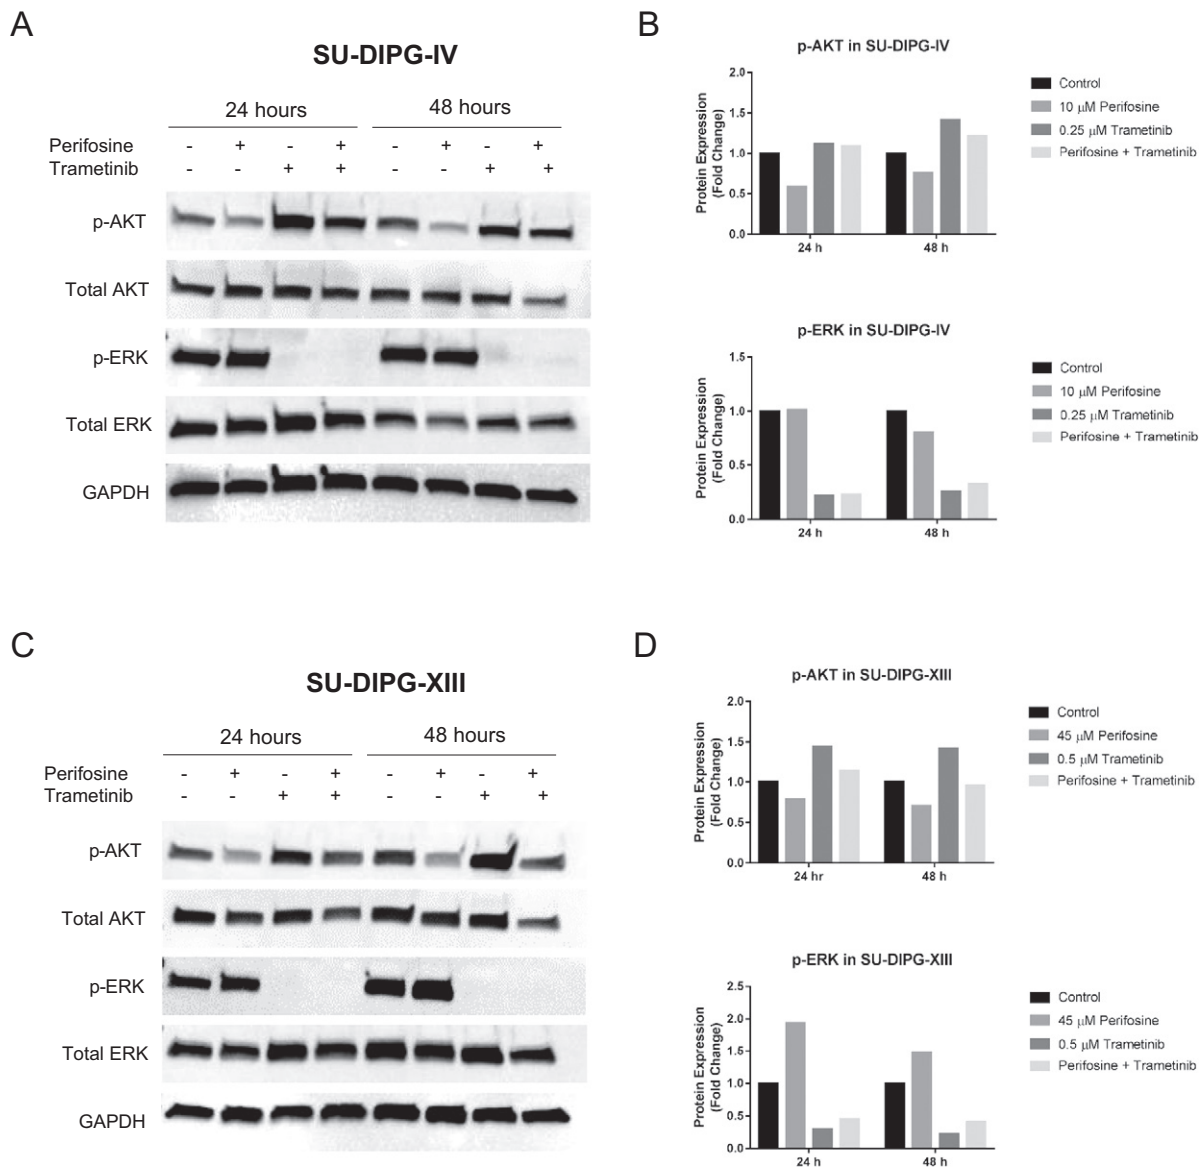 A
SU-DIPG-IV
24 hours
48 hours
Perifosine - + - + - + - +
Trametinib - - + + - - + +
p-AKT
Total AKT
p-ERK
Total ERK
GAPDH
B
p-AKT in SU-DIPG-IV
Protein Expression
(Fold Change)
2.0
1.5
1.0
0.5
0.0
24 h
48 h
Control
10 μM Perifosine
0.25 μM Trametinib
Perifosine + Trametinib
p-ERK in SU-DIPG-IV
Protein Expression
(Fold Change)
1.5
1.0
0.5
0.0
24 h
48 h
Control
10 μM Perifosine
0.25 μM Trametinib
Perifosine + Trametinib
C
SU-DIPG-XIII
24 hours
48 hours
Perifosine - + - + - + - +
Trametinib - - + + - - + +
p-AKT
Total AKT
p-ERK
Total ERK
GAPDH
D
p-AKT in SU-DIPG-XIII
Protein Expression
(Fold Change)
2.0
1.5
1.0
0.5
0.0
24 hr
48 h
Control
45 μM Perifosine
0.5 μM Trametinib
Perifosine + Trametinib
p-ERK in SU-DIPG-XIII
Protein Expression
(Fold Change)
2.5
2.0
1.5
1.0
0.5
0.0
24 h
48 h
Control
45 μM Perifosine
0.5 μM Trametinib
Perifosine + Trametinib